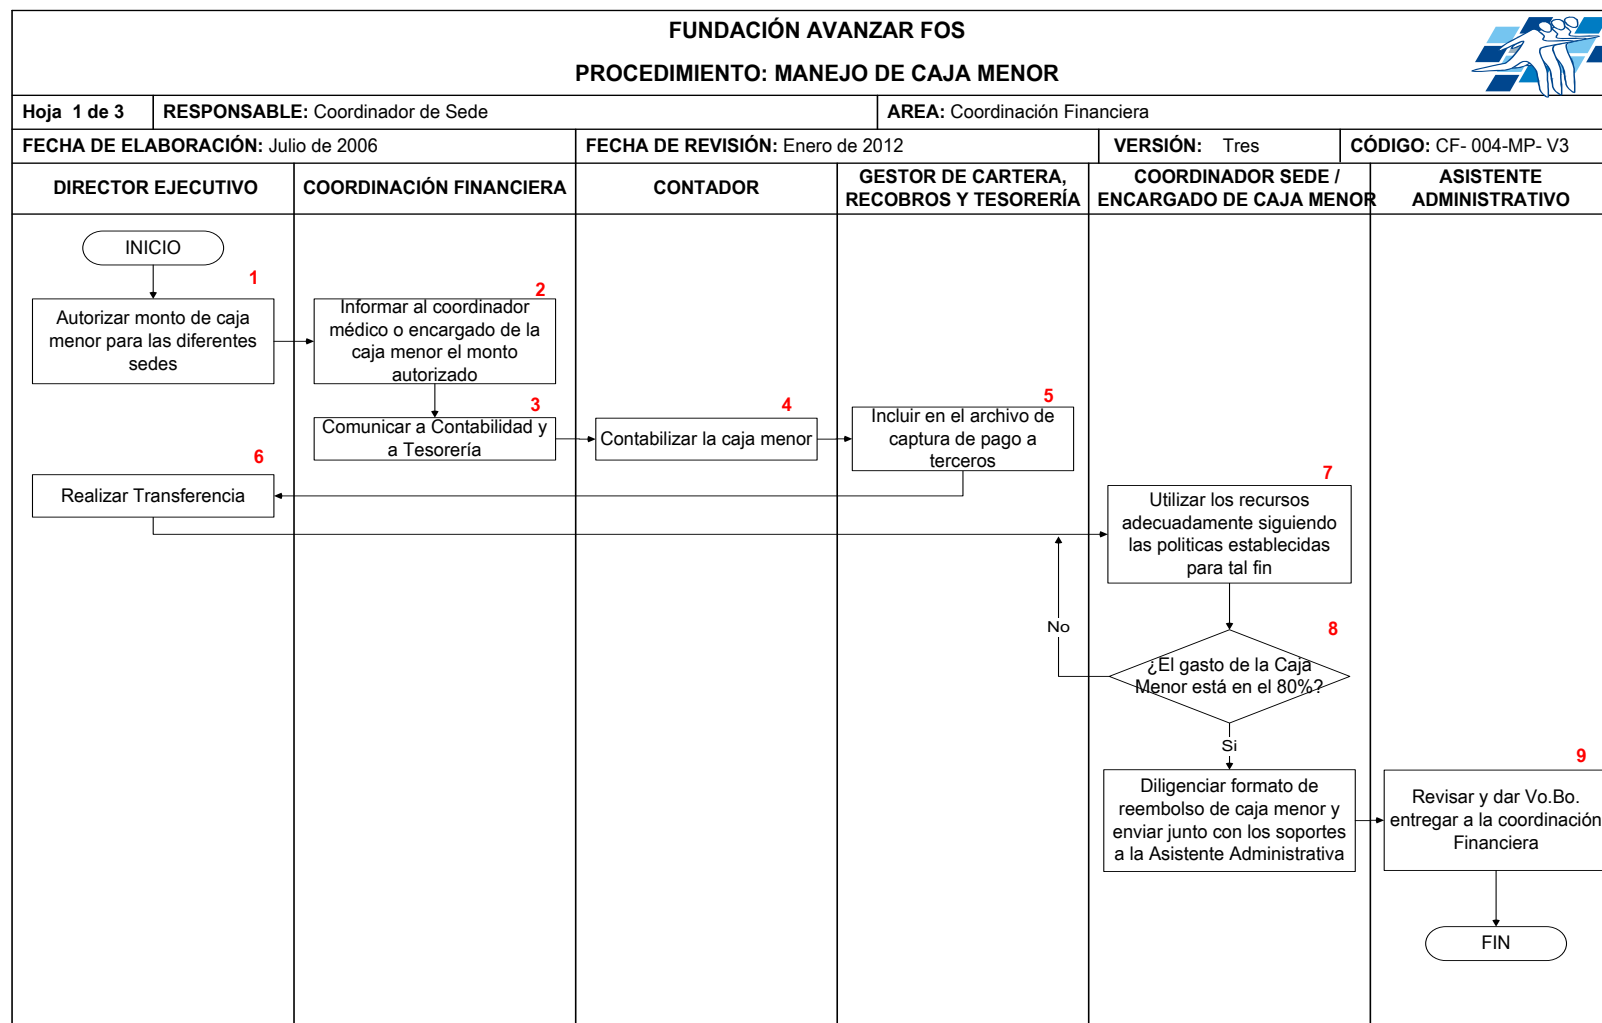 FUNDACIÓN AVANZAR FOS
PROCEDIMIENTO: MANEJO DE CAJA MENOR
Hoja 1 de 3
RESPONSABLE: Coordinador de Sede
AREA: Coordinación Financiera
FECHA DE ELABORACIÓN: Julio de 2006
FECHA DE REVISIÓN: Enero de 2012
VERSIÓN: Tres
CÓDIGO: CF- 004-MP- V3
DIRECTOR EJECUTIVO
COORDINACIÓN FINANCIERA
CONTADOR
GESTOR DE CARTERA,
RECOBROS Y TESORERÍA
COORDINADOR SEDE /
ENCARGADO DE CAJA MENOR
ASISTENTE
ADMINISTRATIVO
INICIO
1
Autorizar monto de caja
menor para las diferentes
sedes
2
Informar al coordinador
médico o encargado de la
caja menor el monto
autorizado
3
Comunicar a Contabilidad y
a Tesorería
4
Contabilizar la caja menor
5
Incluir en el archivo de
captura de pago a
terceros
6
Realizar Transferencia
7
Utilizar los recursos
adecuadamente siguiendo
las politicas establecidas
para tal fin
No
8
¿El gasto de la Caja
Menor está en el 80%?
Si
Diligenciar formato de
reembolso de caja menor y
enviar junto con los soportes
a la Asistente Administrativa
9
Revisar y dar Vo.Bo.
entregar a la coordinación
Financiera
FIN